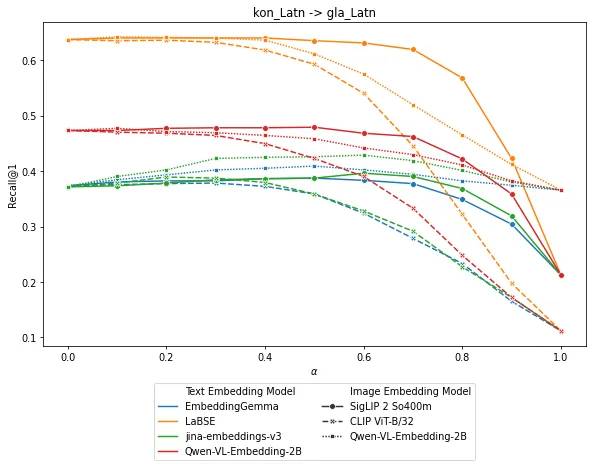 kon_Latn -> gla_Latn
Recall@1
0.6
0.5
0.4
0.3
0.2
0.1
0.0
0.2
0.4
0.6
0.8
1.0
α
Text Embedding Model
EmbeddingGemma
LaBSE
jina-embeddings-v3
Qwen-VL-Embedding-2B
Image Embedding Model
SigLIP 2 So400m
CLIP ViT-B/32
Qwen-VL-Embedding-2B